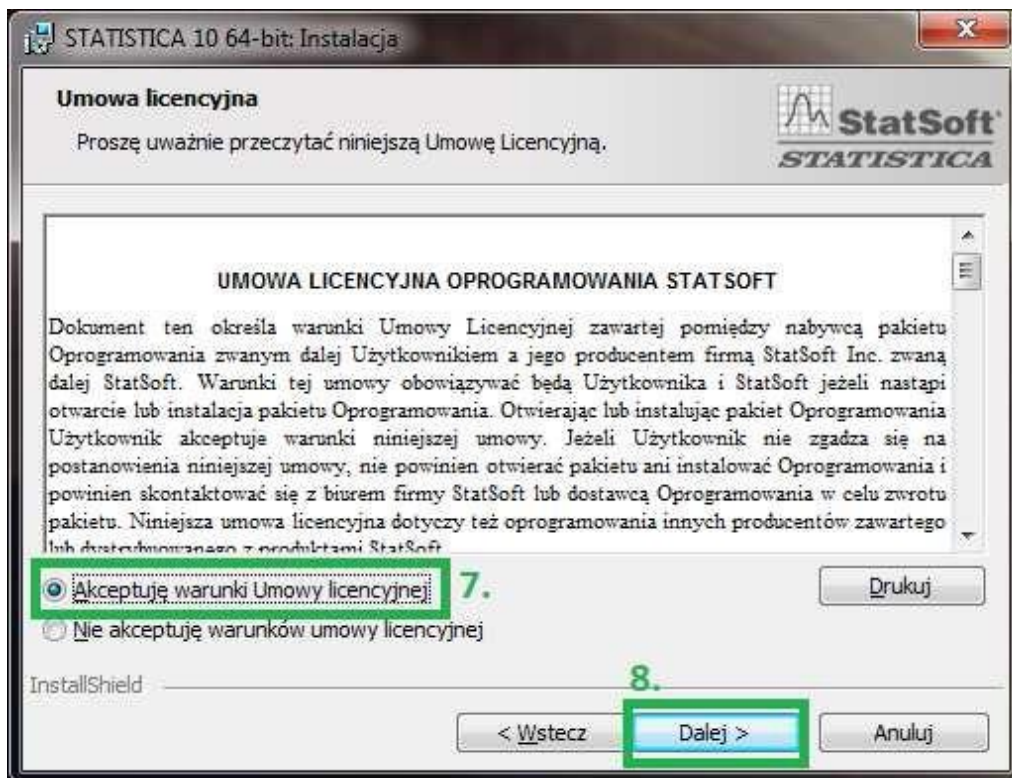 STATISTICA 10 64-bit: Instalacja
Umowa licencyjna
Proszę uważnie przeczytać niniejszą Umowę Licencyjną.
StatSoft
STATISTICA
UMOWA LICENCYJNA OPROGRAMOWANIA STATSOFT
Dokument ten określa warunki Umowy Licencyjnej zawartej pomiędzy nabywcą pakietu
Oprogramowania zwanym dalej Użytkownikiem a jego producentem firmą StatSoft Inc. zwaną
dalej StatSoft. Warunki tej umowy obowiązywać będą Użytkownika i StatSoft jeżeli nastąpi
otwarcie lub instalacja pakietu Oprogramowania. Otwierając lub instalując pakiet Oprogramowania
Użytkownik akceptuje warunki niniejszej umowy. Jeżeli Użytkownik nie zgadza się na
postanowienia niniejszej umowy, nie powinien otwierać pakietu ani instalować Oprogramowania i
powinien skontaktować się z biurem firmy StatSoft lub dostawcą Oprogramowania w celu zwrotu
pakietu. Niniejsza umowa licencyjna dotyczy też oprogramowania innych producentów zawartego
lub dystrybuowanego z produktami StatSoft
Akceptuję warunki Umowy licencyjnej 7.
Drukuj
Nie akceptuję warunków umowy licencyjnej
InstallShield
8.
< Wstecz
Dalej >
Anuluj